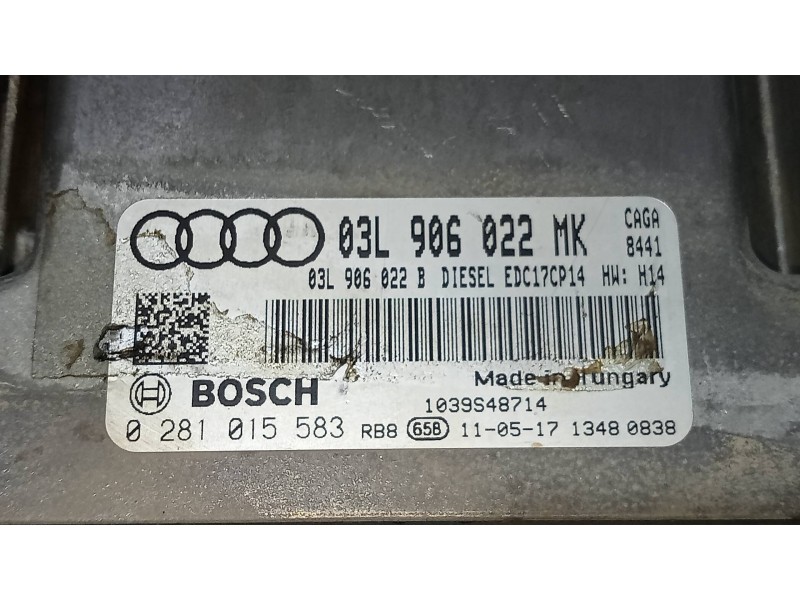 03L 906 022 MK CAGA
8441
03L 906 022 B DIESEL EDC17CP14 HW: H14
BOSCH
Made in Hungary
1039S48714
0 281 015 583 RB8 65B 11-05-17 1348 0838